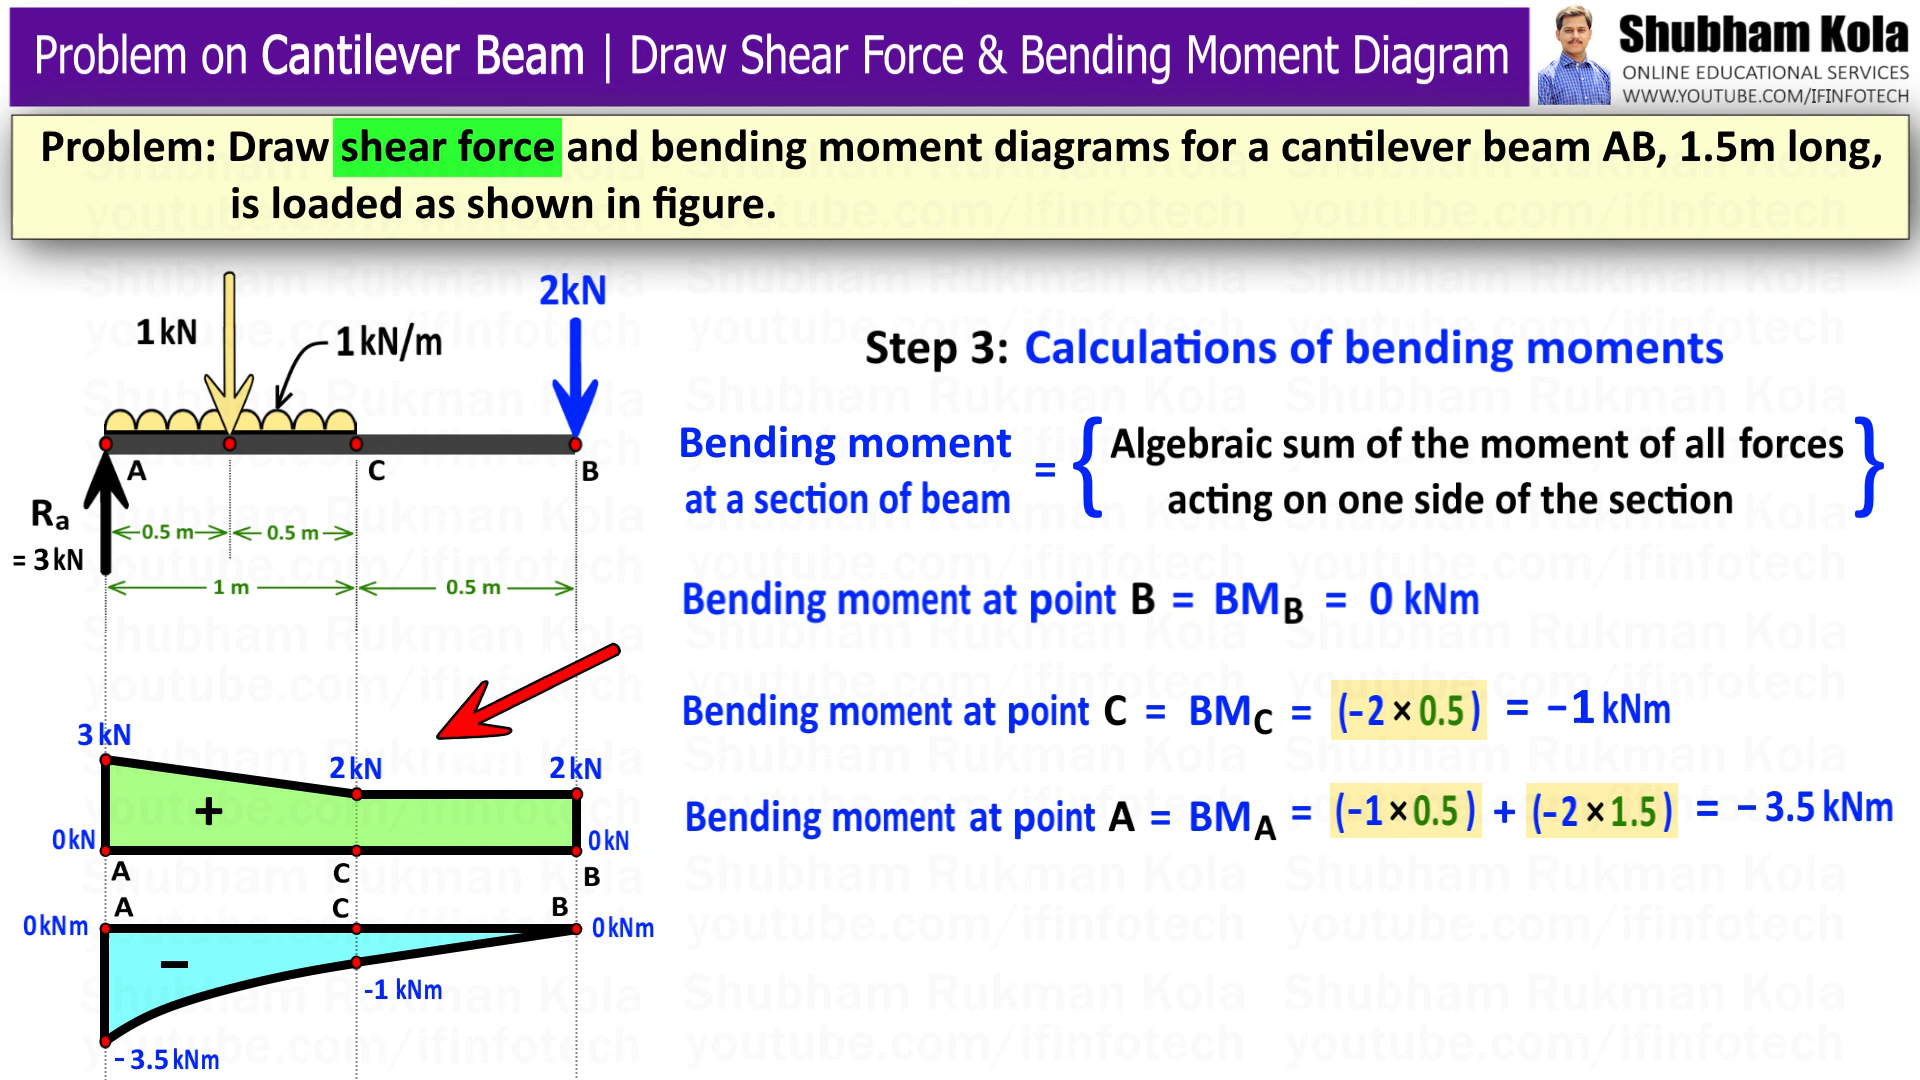 Problem on Cantilever Beam | Draw Shear Force & Bending Moment Diagram
Shubham Kola
ONLINE EDUCATIONAL SERVICES
WWW.YOUTUBE.COM/IFINFOTECH
Problem: Draw shear force and bending moment diagrams for a cantilever beam AB, 1.5m long,
is loaded as shown in figure.
2kN
1kN
1kN/m
A
C
B
Ra
= 3kN
0.5 m
0.5 m
1 m
0.5 m
3kN
2kN
2kN
+
0kN
0kN
A
C
B
A
C
B
0kNm
0kNm
−
-1 kNm
- 3.5kNm
Step 3: Calculations of bending moments
Bending moment at a section of beam = { Algebraic sum of the moment of all forces acting on one side of the section }
Bending moment at point B = BMB = 0 kNm
Bending moment at point C = BMC = (-2 × 0.5) = −1 kNm
Bending moment at point A = BMA = (-1×0.5) + (-2×1.5) = − 3.5 kNm
Shubham Rukman Kola
youtube.com/ifinfotech